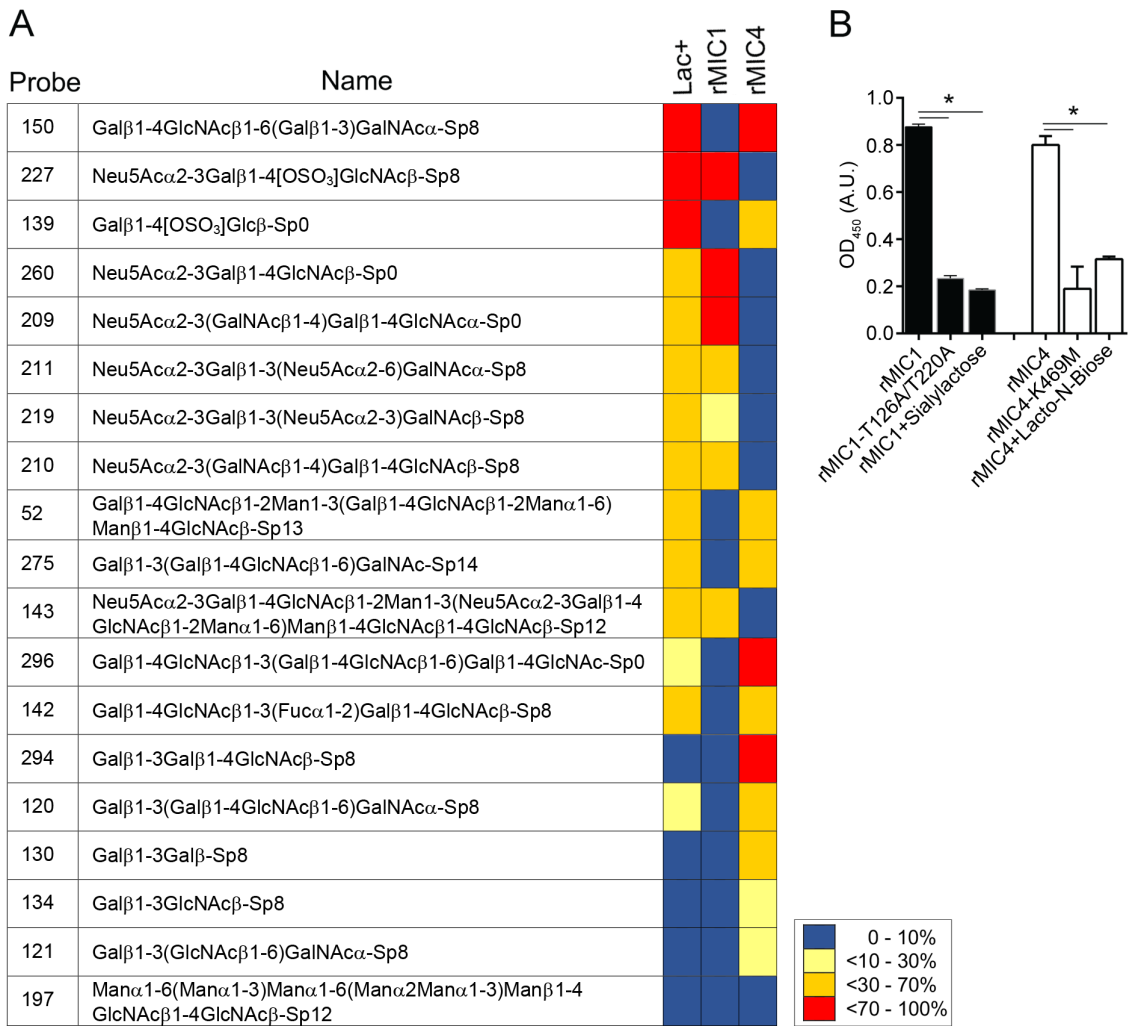 A
B
Probe Name Lac+ rMIC1 rMIC4
150 Galβ1-4GlcNAcβ1-6(Galβ1-3)GalNAcα-Sp8
227 Neu5Acα2-3Galβ1-4[OSO₃]GlcNAcβ-Sp8
139 Galβ1-4[OSO₃]Glcβ-Sp0
260 Neu5Acα2-3Galβ1-4GlcNAcβ-Sp0
209 Neu5Acα2-3(GalNAcβ1-4)Galβ1-4GlcNAcα-Sp0
211 Neu5Acα2-3Galβ1-3(Neu5Acα2-6)GalNAcα-Sp8
219 Neu5Acα2-3Galβ1-3(Neu5Acα2-3)GalNAcβ-Sp8
210 Neu5Acα2-3(GalNAcβ1-4)Galβ1-4GlcNAcβ-Sp8
52 Galβ1-4GlcNAcβ1-2Man1-3(Galβ1-4GlcNAcβ1-2Manα1-6)
Manβ1-4GlcNAcβ-Sp13
275 Galβ1-3(Galβ1-4GlcNAcβ1-6)GalNAc-Sp14
143 Neu5Acα2-3Galβ1-4GlcNAcβ1-2Man1-3(Neu5Acα2-3Galβ1-4
GlcNAcβ1-2Manα1-6)Manβ1-4GlcNAcβ1-4GlcNAcβ-Sp12
296 Galβ1-4GlcNAcβ1-3(Galβ1-4GlcNAcβ1-6)Galβ1-4GlcNAc-Sp0
142 Galβ1-4GlcNAcβ1-3(Fucα1-2)Galβ1-4GlcNAcβ-Sp8
294 Galβ1-3Galβ1-4GlcNAcβ-Sp8
120 Galβ1-3(Galβ1-4GlcNAcβ1-6)GalNAcα-Sp8
130 Galβ1-3Galβ-Sp8
134 Galβ1-3GlcNAcβ-Sp8
121 Galβ1-3(GlcNAcβ1-6)GalNAcα-Sp8
197 Manα1-6(Manα1-3)Manα1-6(Manα2Manα1-3)Manβ1-4
GlcNAcβ1-4GlcNAcβ-Sp12
0 - 10%
<10 - 30%
<30 - 70%
<70 - 100%
OD₄₅₀ (A.U.)
1.0
0.8
0.6
0.4
0.2
0.0
*
*
rMIC1
rMIC1-T126A/T220A
rMIC1+Sialylactose
rMIC4
rMIC4-K469M
rMIC4+Lacto-N-Biose